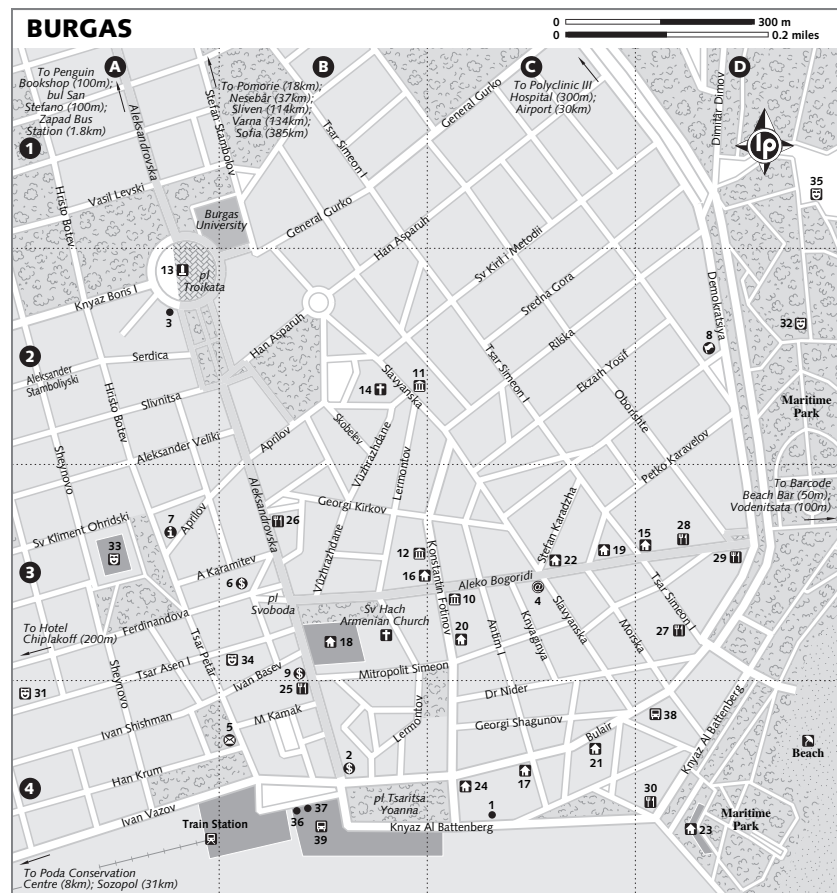 BURGAS
0 300 m
0 0.2 miles
A
B
C
D
To Penguin
Bookshop (100m);
bul San
Stefano (100m);
Zapad Bus
Station (1.8km)
To Pomorie (18km);
Nesebâr (37km);
Sliven (114km);
Varna (134km);
Sofia (385km)
To Polyclinic III
Hospital (300m);
Airport (30km)
Aleksandrovska
Stefan Stambolov
Tsar Simeon I
General Gurko
Dimitâr Dimov
lp
1
35
Hristo Botev
Vasil Levski
Burgas
University
General Gurko
Han Asparuh
Sv Kiril i Metodii
13
pl
Troikata
Knyaz Boris I
3
Sredna Gora
Demokratsiya
8
32
2
Serdica
Han Asparuh
Rilska
Aleksander
Stamboliyski
Slivnitsa
Hristo Botev
14
11
Slavyanska
Tsar Simeon I
Ekzarh Yosif
Oborishte
Maritime
Park
Skobelev
Aleksander Veliki
Aprilov
Vûzhrazhdane
Lermontov
Petko Karavelov
Sheynovo
To Barcode
Beach Bar (50m);
Vodenitsata (100m)
Aleksandrovska
Georgi Kirkov
Stefan Karadzha
Sv Kliment Ohridski
7
Aprilov
26
33
28
15
19
22
29
3
12
16
Konstantin Fotinov
Aleko Bogoridi
A Karamitev
6
Vûzhrazhdane
4
pl
Svoboda
Sv Hach
Armenian Church
10
Ferdinandova
Tsar Simeon I
To Hotel
Chiplakoff (200m)
18
20
Antim I
Knyaginya
Slavyanska
Morska
27
Tsar Petâr
34
Tsar Asen I
Ivan Basev
9
Mitropolit Simeon
Sheynovo
31
25
Dr Nider
Knyaz Al Battenberg
Ivan Shishman
M Kamak
Lermontov
Georgi Shagunov
38
5
Bulair
21
Beach
2
Han Krum
4
24
17
30
Ivan Vazov
pl Tsaritsa
Yoanna
1
Maritime
Park
37
36
39
Train Station
Knyaz Al Battenberg
23
To Poda Conservation
Centre (8km); Sozopol (31km)